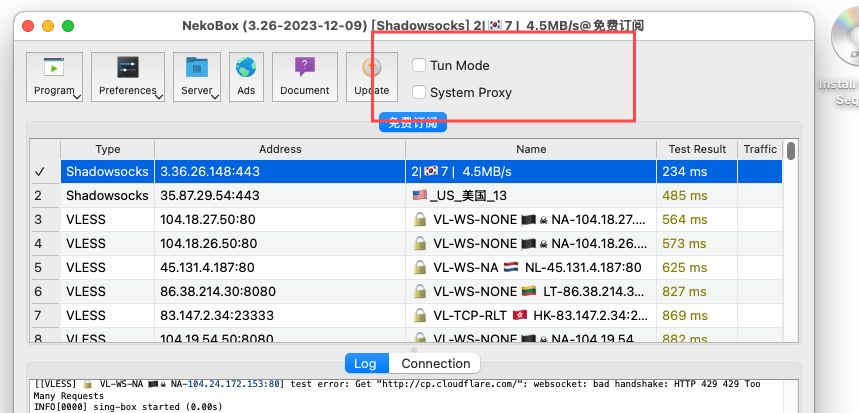 NekoBox (3.26-2023-12-09) [Shadowsocks] 2|🇰🇷 7 | 4.5MB/s@免费订阅
Program
Preferences
Server
Ads
Document
Update
Tun Mode
System Proxy
Install
Seq
免费订阅
Type Address Name Test Result Traffic
✓ Shadowsocks 3.36.26.148:443 2|🇰🇷 7 | 4.5MB/s 234 ms
2 Shadowsocks 35.87.29.54:443 🇺🇸_US_美国_13 485 ms
3 VLESS 104.18.27.50:80 🔒 VL-WS-NONE 🏴☠ NA-104.18.27.... 564 ms
4 VLESS 104.18.26.50:80 🔒 VL-WS-NONE 🏴☠ NA-104.18.26.... 573 ms
5 VLESS 45.131.4.187:80 🔒 VL-WS-NA 🇳🇱 NL-45.131.4.187:80 625 ms
6 VLESS 86.38.214.30:8080 🔒 VL-WS-NONE 🇱🇹 LT-86.38.214.3... 827 ms
7 VLESS 83.147.2.34:23333 🔒 VL-TCP-RLT 🇭🇰 HK-83.147.2.34:2... 869 ms
8 VLESS 104.19.54.50:8080 🔒 VL-WS-NONE 🏴☠ NA-104.19.54 882 ms
Log Connection
[[VLESS] 🔒 VL-WS-NA 🏴☠ NA-104.24.172.153:80] test error: Get "http://cp.cloudflare.com/": websocket: bad handshake: HTTP 429 429 Too
Many Requests
INFO[0000] sing-box started (0.00s)